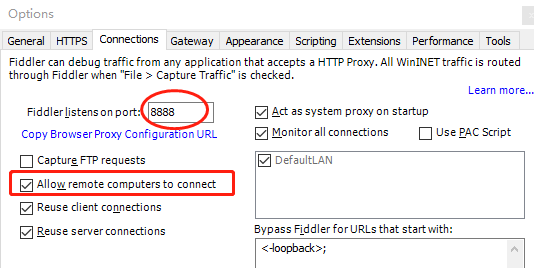 Options
General HTTPS Connections Gateway Appearance Scripting Extensions Performance Tools
Fiddler can debug traffic from any application that accepts a HTTP Proxy. All WinINET traffic is routed
through Fiddler when "File > Capture Traffic" is checked.
Learn more...
Fiddler listens on port: 8888
Copy Browser Proxy Configuration URL
Capture FTP requests
Allow remote computers to connect
Reuse client connections
Reuse server connections
Act as system proxy on startup
Monitor all connections Use PAC Script
DefaultLAN
Bypass Fiddler for URLs that start with:
<-loopback>;